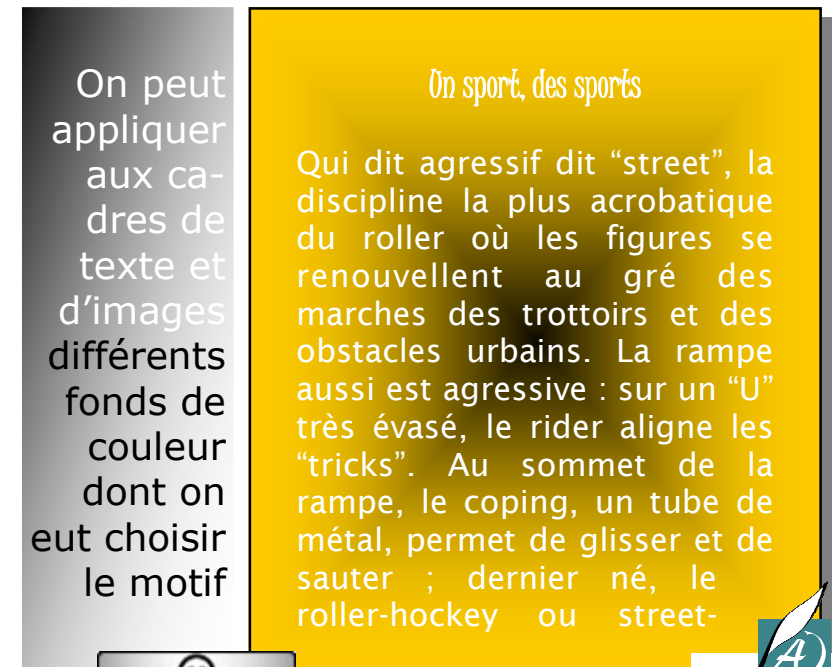 On peut
appliquer
aux ca-
dres de
texte et
d’images
différents
fonds de
couleur
dont on
eut choisir
le motif
Un sport, des sports
Qui dit agressif dit “street”, la
discipline la plus acrobatique
du roller où les figures se
renouvellent au gré des
marches des trottoirs et des
obstacles urbains. La rampe
aussi est agressive : sur un “U”
très évasé, le rider aligne les
“tricks”. Au sommet de la
rampe, le coping, un tube de
métal, permet de glisser et de
sauter ; dernier né, le
roller-hockey ou street-
A